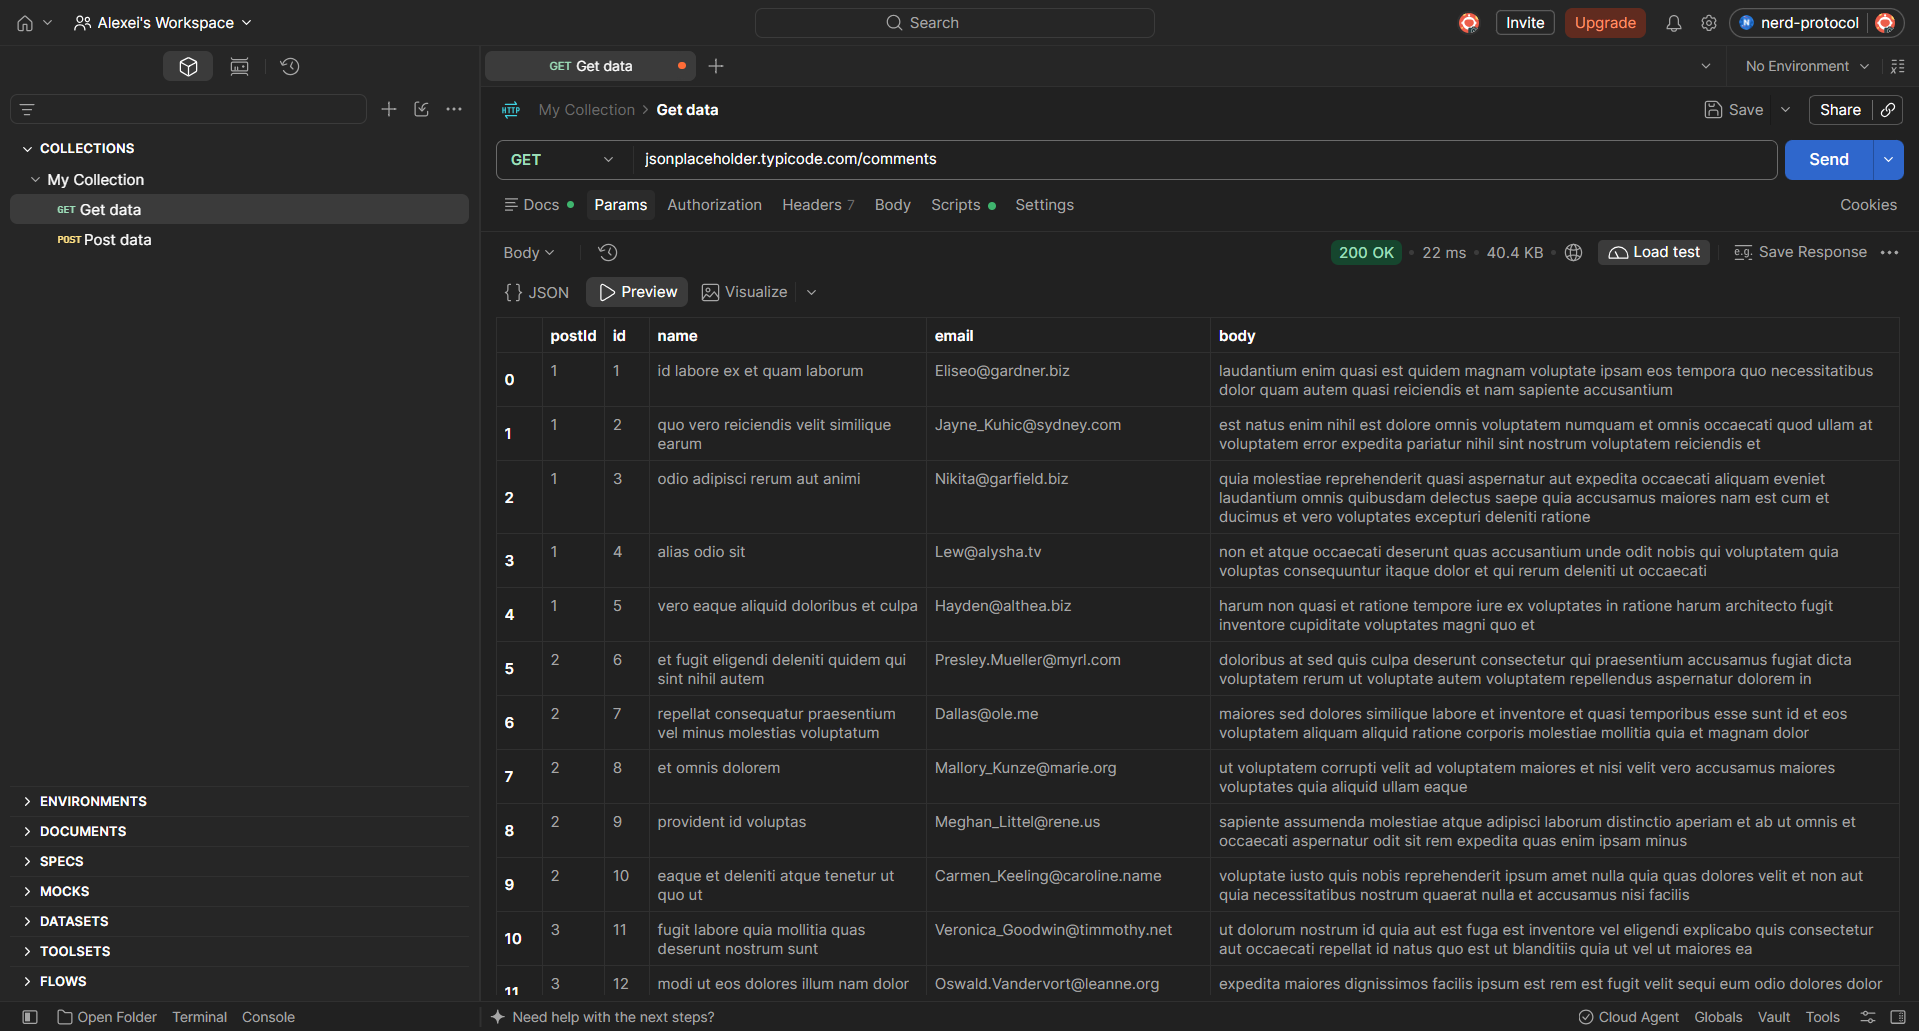 Alexei's Workspace
Search
Invite
Upgrade
N
nerd-protocol
GET Get data
No Environment
HTTP
My Collection > Get data
Save
Share
COLLECTIONS
My Collection
GET Get data
POST Post data
ENVIRONMENTS
DOCUMENTS
SPECS
MOCKS
DATASETS
TOOLSETS
FLOWS
GET
jsonplaceholder.typicode.com/comments
Send
Docs
Params
Authorization
Headers 7
Body
Scripts
Settings
Cookies
Body
200 OK
22 ms
40.4 KB
Load test
e.g. Save Response
{ } JSON
Preview
Visualize
postId id name email body
0 1 1 id labore ex et quam laborum Eliseo@gardner.biz laudantium enim quasi est quidem magnam voluptate ipsam eos tempora quo necessitatibus
dolor quam autem quasi reiciendis et nam sapiente accusantium
1 1 2 quo vero reiciendis velit similique Jayne_Kuhic@sydney.com est natus enim nihil est dolore omnis voluptatem numquam et omnis occaecati quod ullam at
earum voluptatem error expedita pariatur nihil sint nostrum voluptatem reiciendis et
2 1 3 odio adipisci rerum aut animi Nikita@garfield.biz quia molestiae reprehenderit quasi aspernatur aut expedita occaecati aliquam eveniet
laudantium omnis quibusdam delectus saepe quia accusamus maiores nam est cum et
ducimus et vero voluptates excepturi deleniti ratione
3 1 4 alias odio sit Lew@alysha.tv non et atque occaecati deserunt quas accusantium unde odit nobis qui voluptatem quia
voluptas consequuntur itaque dolor et qui rerum deleniti ut occaecati
4 1 5 vero eaque aliquid doloribus et culpa Hayden@althea.biz harum non quasi et ratione tempore iure ex voluptates in ratione harum architecto fugit
inventore cupiditate voluptates magni quo et
5 2 6 et fugit eligendi deleniti quidem qui Presley.Mueller@myrl.com doloribus at sed quis culpa deserunt consectetur qui praesentium accusamus fugiat dicta
sint nihil autem voluptatem rerum ut voluptate autem voluptatem repellendus aspernatur dolorem in
6 2 7 repellat consequatur praesentium Dallas@ole.me maiores sed dolores similique labore et inventore et quasi temporibus esse sunt id et eos
vel minus molestias voluptatum voluptatem aliquam aliquid ratione corporis molestiae mollitia quia et magnam dolor
7 2 8 et omnis dolorem Mallory_Kunze@marie.org ut voluptatem corrupti velit ad voluptatem maiores et nisi velit vero accusamus maiores
voluptates quia aliquid ullam eaque
8 2 9 provident id voluptas Meghan_Littel@rene.us sapiente assumenda molestiae atque adipisci laborum distinctio aperiam et ab ut omnis et
occaecati aspernatur odit sit rem expedita quas enim ipsam minus
9 2 10 eaque et deleniti atque tenetur ut Carmen_Keeling@caroline.name voluptate iusto quis nobis reprehenderit ipsum amet nulla quia quas dolores velit et non aut
quo ut quia necessitatibus nostrum quaerat nulla et accusamus nisi facilis
10 3 11 fugit labore quia mollitia quas Veronica_Goodwin@timmothy.net ut dolorum nostrum id quia aut est fuga est inventore vel eligendi explicabo quis consectetur
deserunt nostrum sunt aut occaecati repellat id natus quo est ut blanditiis quia ut vel ut maiores ea
11 3 12 modi ut eos dolores illum nam dolor Oswald.Vandervort@leanne.org expedita maiores dignissimos facilis ipsum est rem est fugit velit sequi eum odio dolores dolor
Open Folder
Terminal
Console
Need help with the next steps?
Cloud Agent
Globals
Vault
Tools